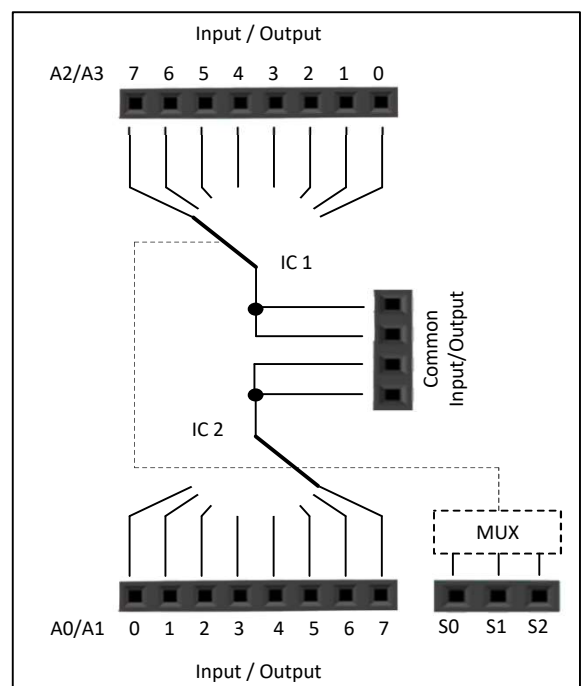 Input / Output
A2/A3 7 6 5 4 3 2 1 0
IC 1
Common
Input/Output
IC 2
MUX
A0/A1 0 1 2 3 4 5 6 7
S0 S1 S2
Input / Output